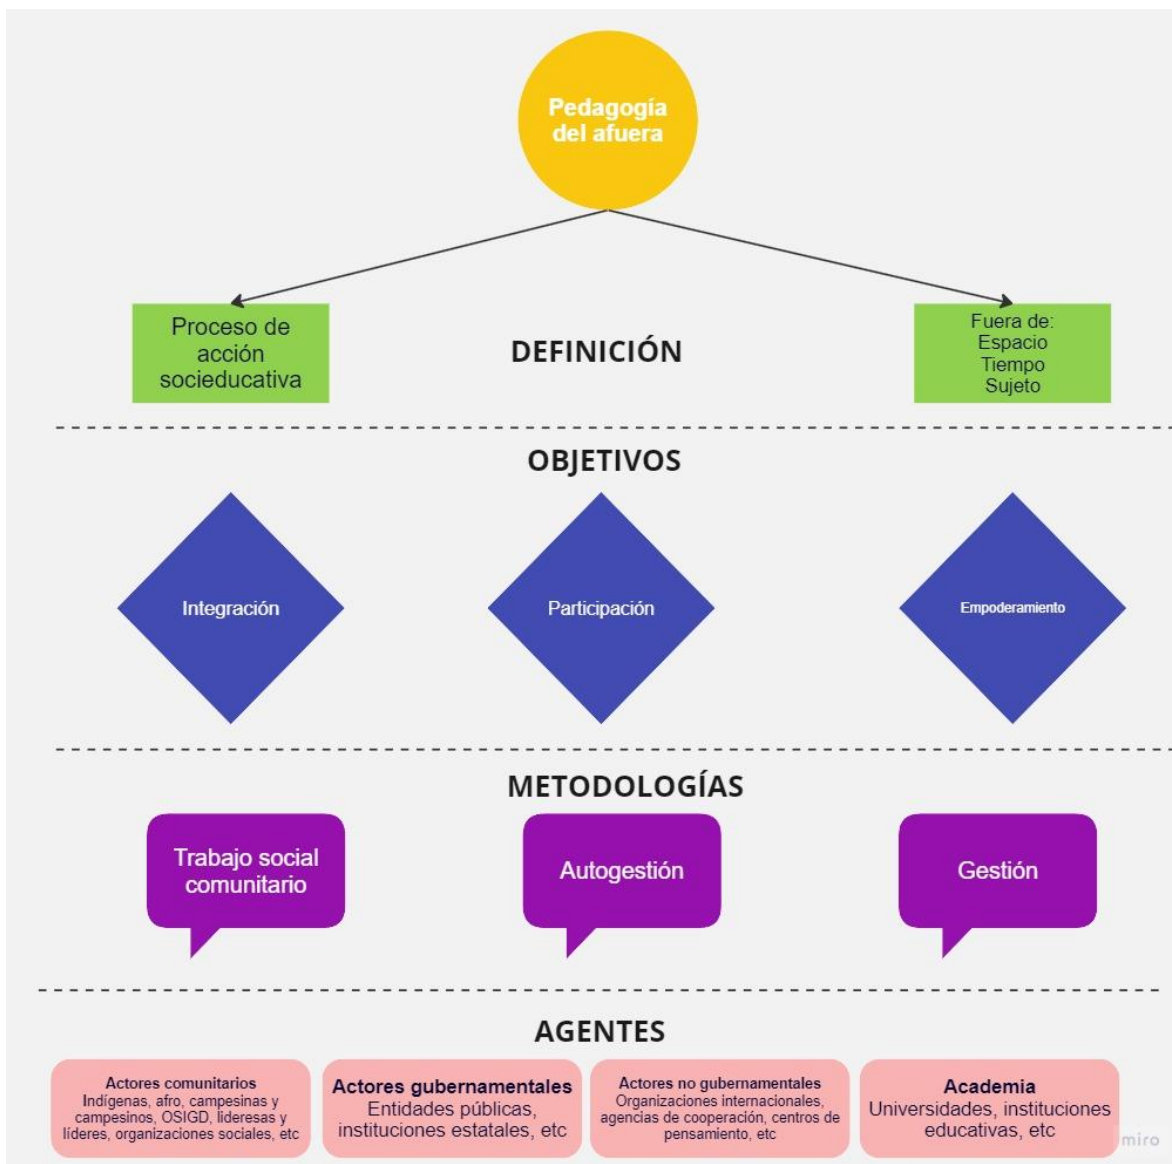 Pedagogía
del afuera
Proceso de
acción
socieducativa
DEFINICIÓN
Fuera de:
Espacio
Tiempo
Sujeto
OBJETIVOS
Integración
Participación
Empoderamiento
METODOLOGÍAS
Trabajo social
comunitario
Autogestión
Gestión
AGENTES
Actores comunitarios
Indígenas, afro, campesinas y
campesinos, OSIGD, lideresas y
líderes, organizaciones sociales, etc
Actores gubernamentales
Entidades públicas,
instituciones estatales, etc
Actores no gubernamentales
Organizaciones internacionales,
agencias de cooperación, centros de
pensamiento, etc
Academia
Universidades, instituciones
educativas, etc
miro